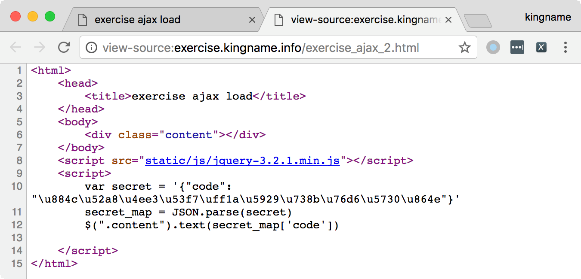 exercise ajax load
view-source:exercise.kingname
kingname
view-source:exercise.kingname.info/exercise_ajax_2.html
1 <html>
2 <head>
3 <title>exercise ajax load</title>
4 </head>
5 <body>
6 <div class="content"></div>
7 </body>
8 <script src="static/js/jquery-3.2.1.min.js"></script>
9 <script>
10 var secret = '{"code":
"\u884c\u52a8\u4ee3\u53f7\uff1a\u5929\u738b\u76d6\u5730\u864e"}'
11 secret_map = JSON.parse(secret)
12 $(".content").text(secret_map['code'])
13
14 </script>
15 </html>